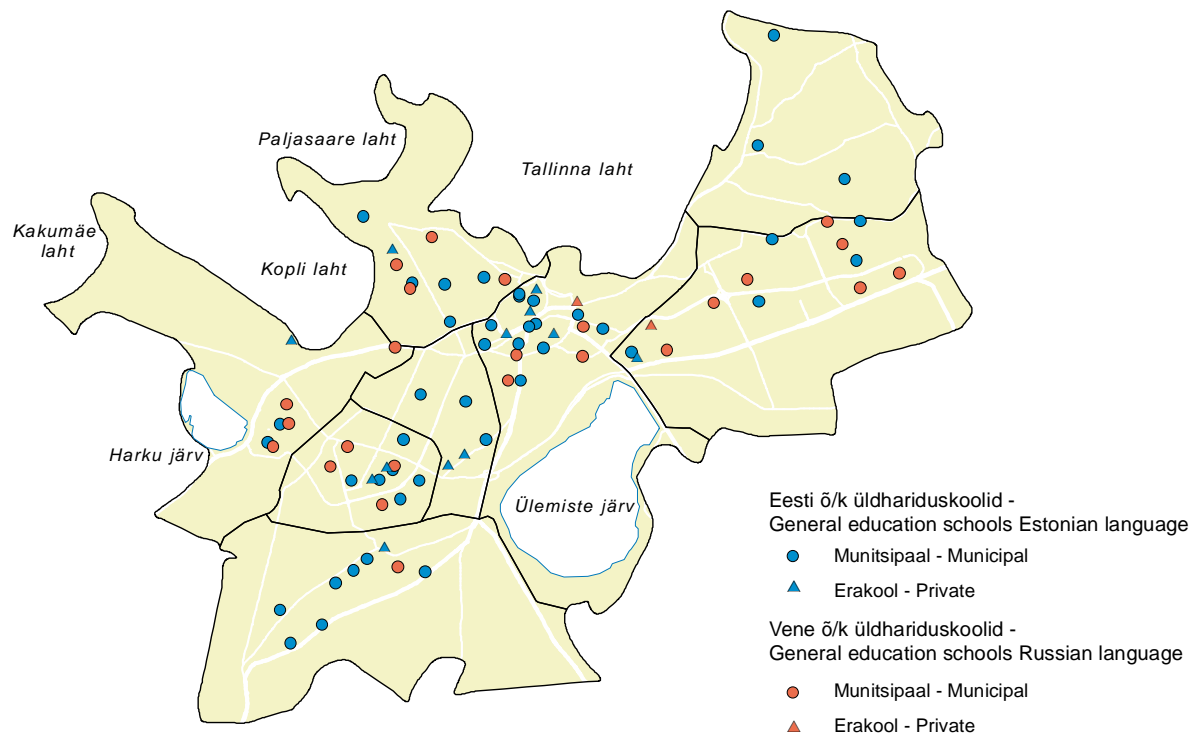 Paljasaare laht
Tallinna laht
Kakumäe
laht
Kopli laht
Harku järv
Ülemiste järv
Eesti õ/k üldhariduskoolid -
General education schools Estonian language
Munitsipaal - Municipal
Erakool - Private
Vene õ/k üldhariduskoolid -
General education schools Russian language
Munitsipaal - Municipal
Erakool - Private